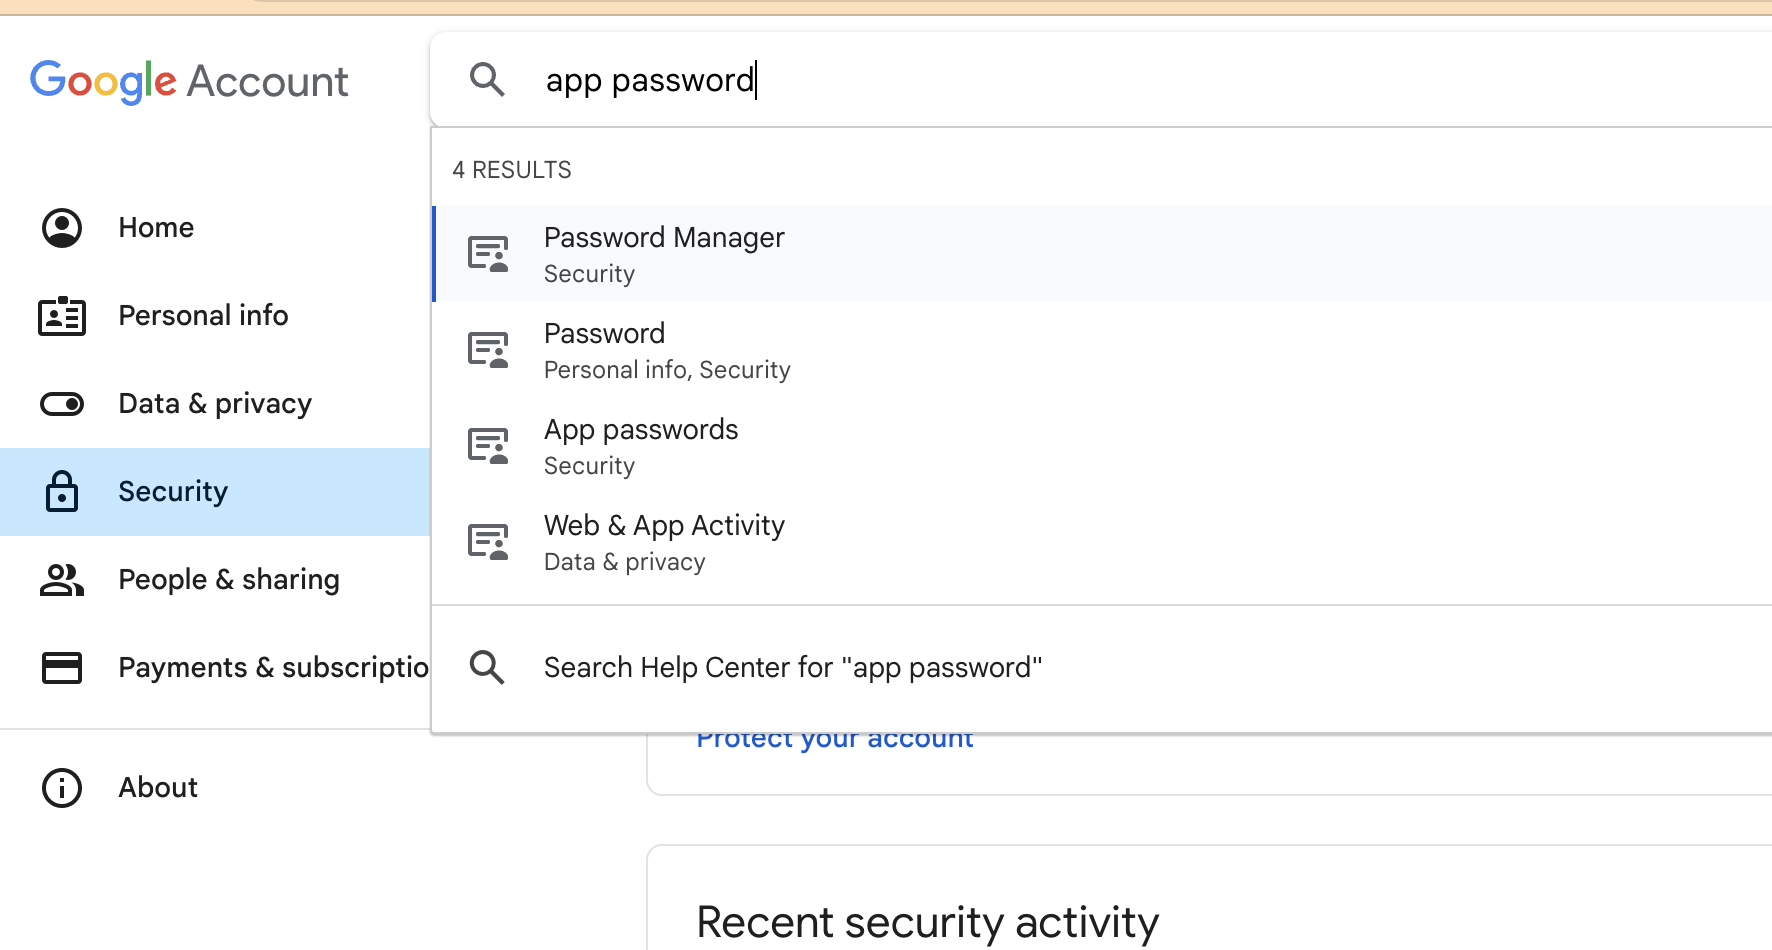 Google Account
app password
4 RESULTS
Home
Personal info
Data & privacy
Security
People & sharing
Payments & subscriptio
About
Password Manager
Security
Password
Personal info, Security
App passwords
Security
Web & App Activity
Data & privacy
Search Help Center for "app password"
Protect your account
Recent security activity